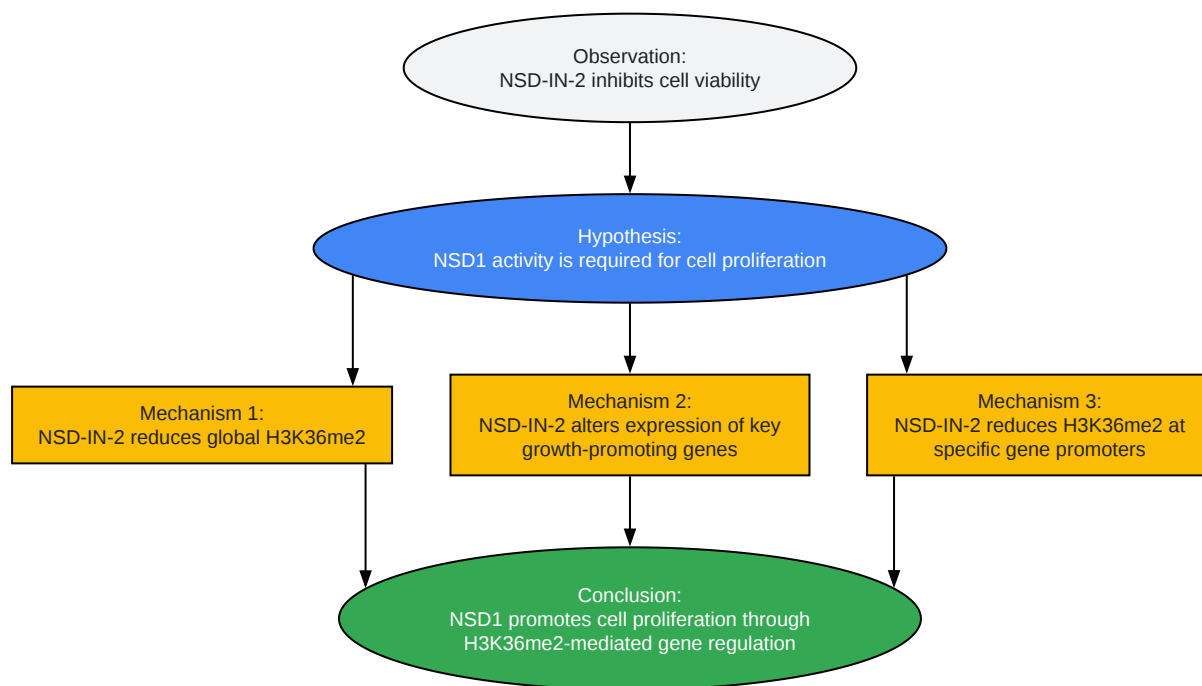 Observation:
NSD-IN-2 inhibits cell viability
Hypothesis:
NSD1 activity is required for cell proliferation
Mechanism 1:
NSD-IN-2 reduces global H3K36me2
Mechanism 2:
NSD-IN-2 alters expression of key
growth-promoting genes
Mechanism 3:
NSD-IN-2 reduces H3K36me2 at
specific gene promoters
Conclusion:
NSD1 promotes cell proliferation through
H3K36me2-mediated gene regulation